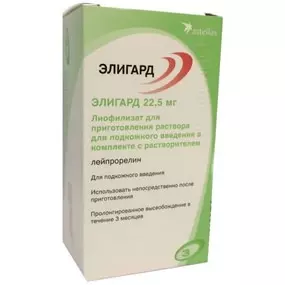 astellas
ЭЛИГАРД
ЭЛИГАРД 22,5 мг
Лиофилизат для
приготовления раствора
для подкожного введения в
комплекте с растворителем
лейпрорелин
Для подкожного введения
Использовать непосредственно после
приготовления
Пролонгированное высвобождение в
течение 3 месяцев
3